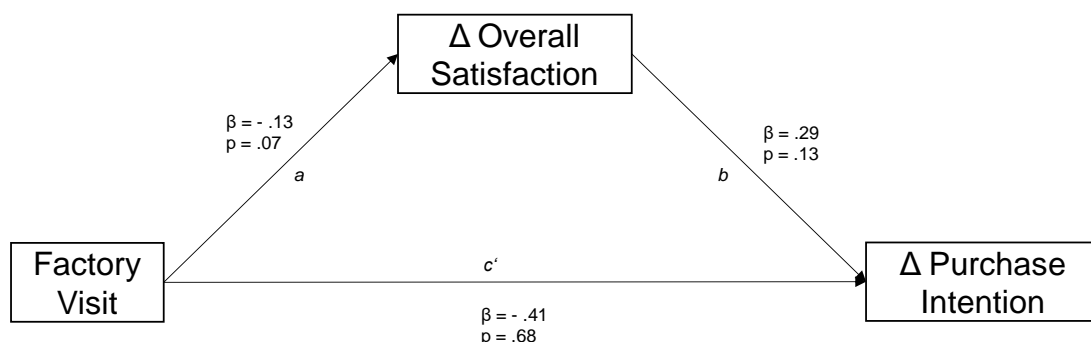 Δ Overall
Satisfaction
β = - .13
p = .07
a
β = .29
p = .13
b
Factory
Visit
c‘
Δ Purchase
Intention
β = - .41
p = .68